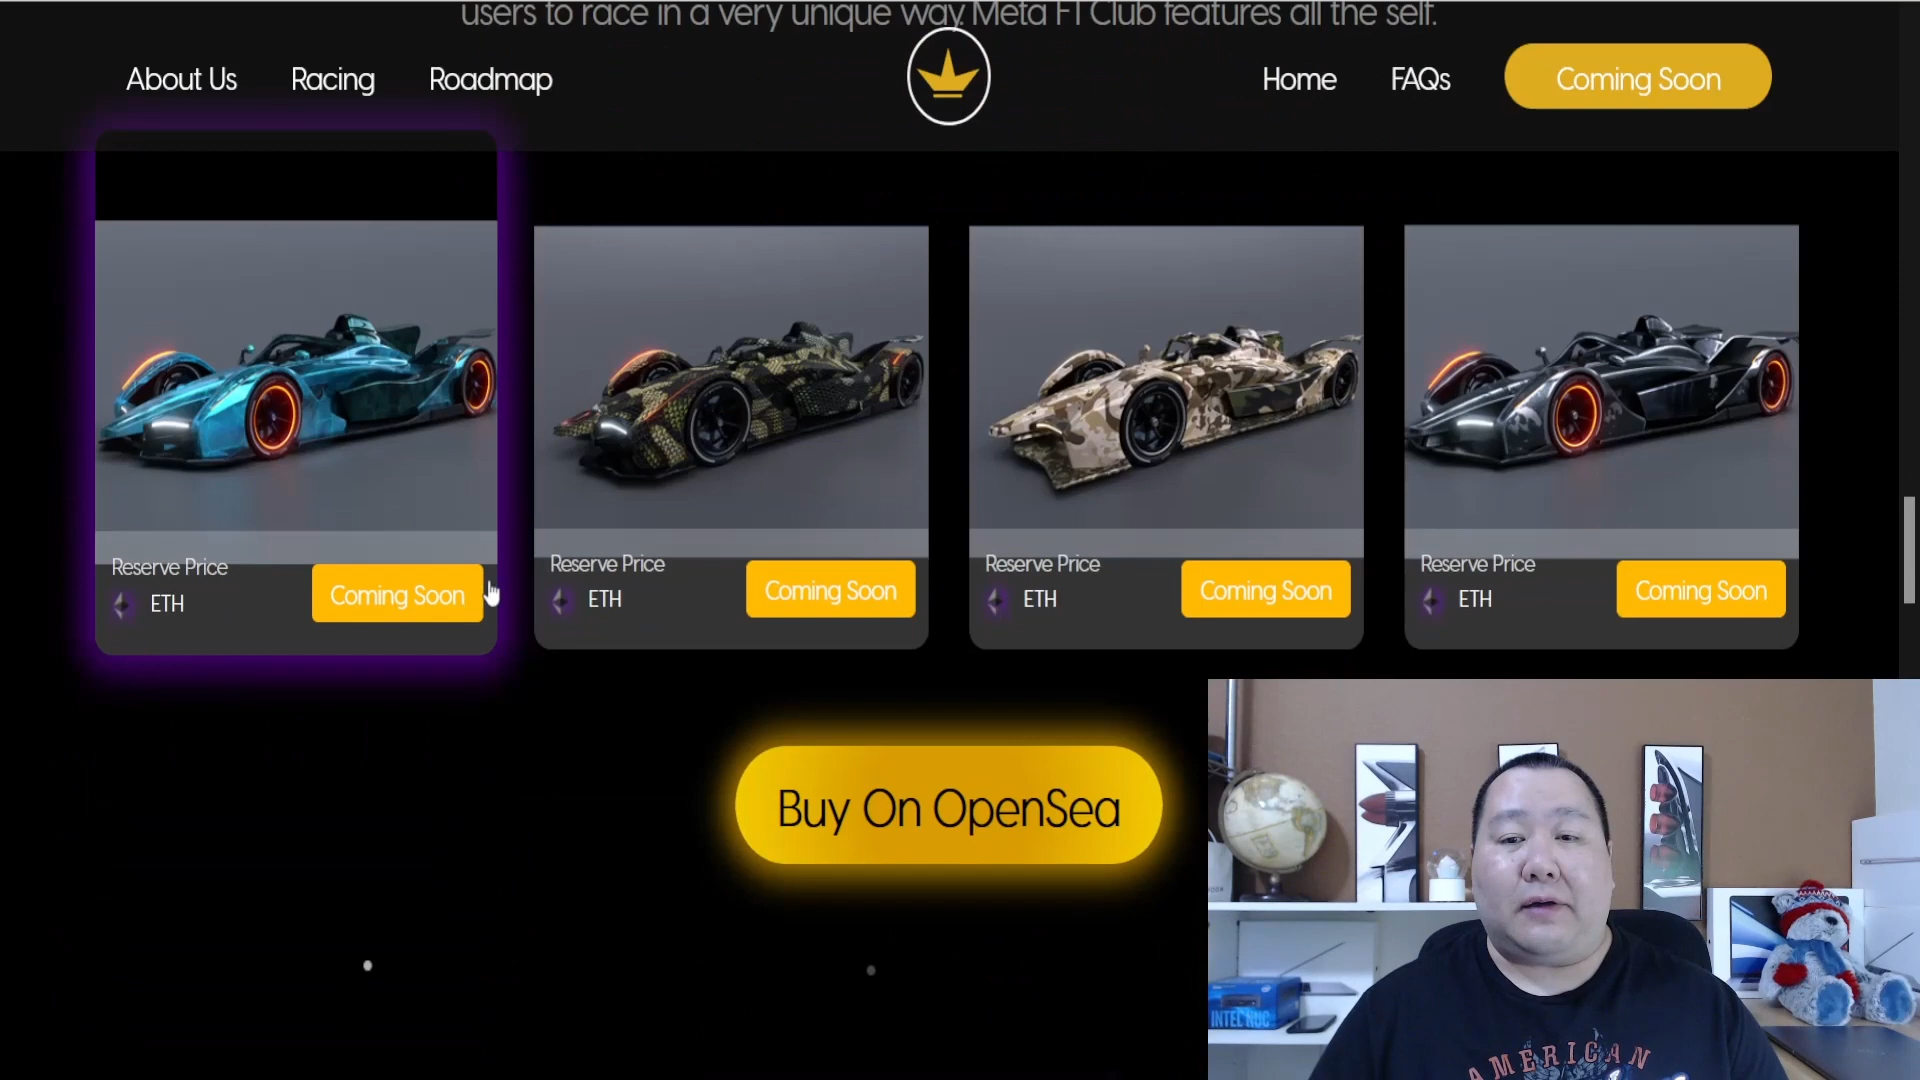 users to race in a very unique way. Meta F1 Club features all the self.
About Us
Racing
Roadmap
Home
FAQs
Coming Soon
Reserve Price
ETH
Coming Soon
Reserve Price
ETH
Coming Soon
Reserve Price
ETH
Coming Soon
Reserve Price
ETH
Coming Soon
Buy On OpenSea
INTEL NUC
AMERICAN